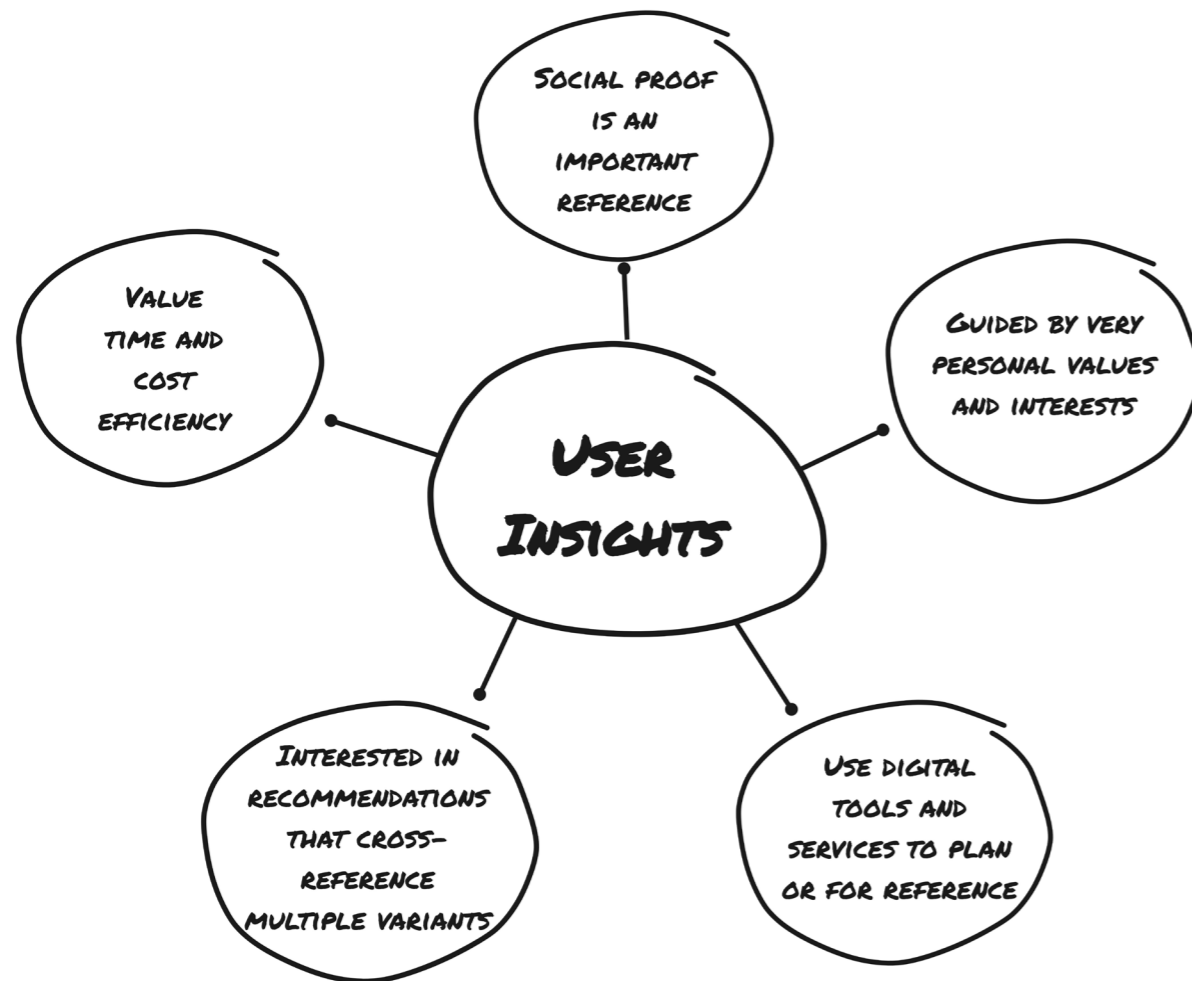 Social proof
is an
important
reference
Value
time and
cost
efficiency
Guided by very
personal values
and interests
User
Insights
Interested in
recommendations
that cross-
reference
multiple variants
Use digital
tools and
services to plan
or for reference